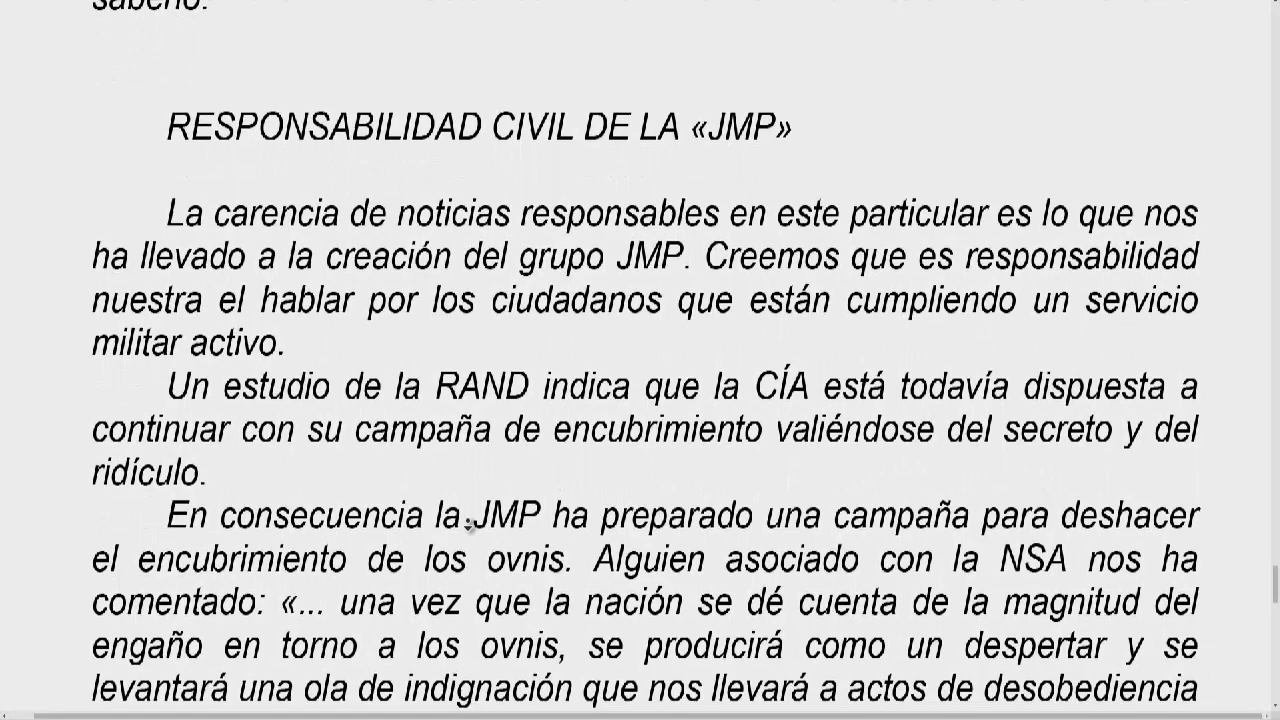 saberlo.
RESPONSABILIDAD CIVIL DE LA «JMP»
La carencia de noticias responsables en este particular es lo que nos
ha llevado a la creación del grupo JMP. Creemos que es responsabilidad
nuestra el hablar por los ciudadanos que están cumpliendo un servicio
militar activo.
Un estudio de la RAND indica que la CÍA está todavía dispuesta a
continuar con su campaña de encubrimiento valiéndose del secreto y del
ridículo.
En consecuencia la JMP ha preparado una campaña para deshacer
el encubrimiento de los ovnis. Alguien asociado con la NSA nos ha
comentado: «... una vez que la nación se dé cuenta de la magnitud del
engaño en torno a los ovnis, se producirá como un despertar y se
levantará una ola de indignación que nos llevará a actos de desobediencia